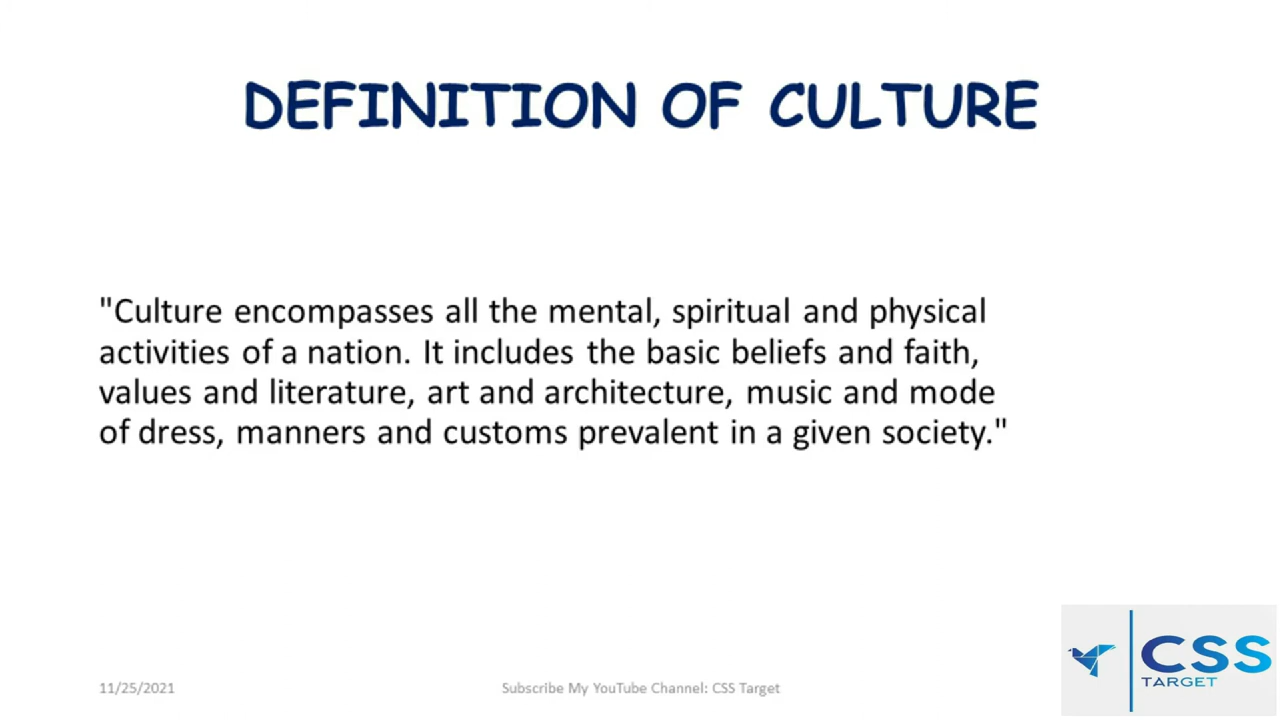 DEFINITION OF CULTURE
"Culture encompasses all the mental, spiritual and physical
activities of a nation. It includes the basic beliefs and faith,
values and literature, art and architecture, music and mode
of dress, manners and customs prevalent in a given society."
11/25/2021
Subscribe My YouTube Channel: CSS Target
CSS
TARGET